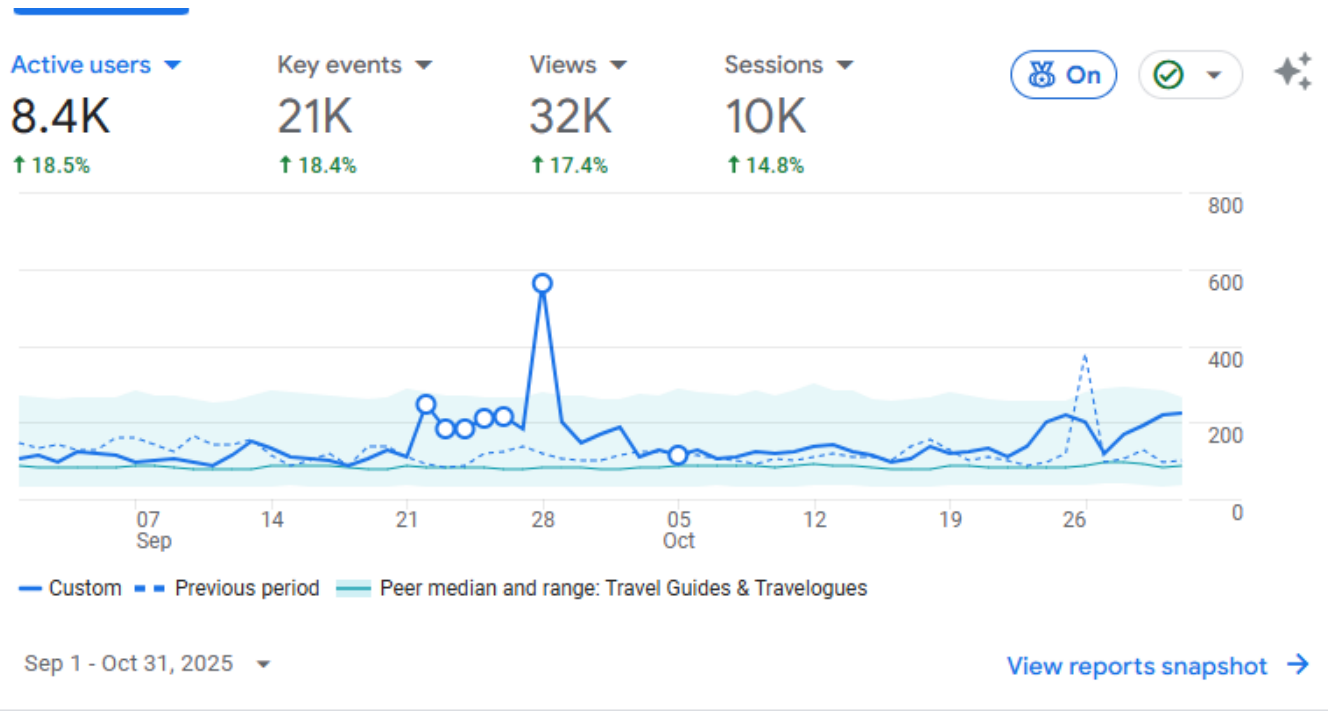 Active users Key events Views Sessions On
8.4K 21K 32K 10K
↑ 18.5% ↑ 18.4% ↑ 17.4% ↑ 14.8%
800
600
400
200
0
07 14 21 28 05 12 19 26
Sep Oct
Custom Previous period Peer median and range: Travel Guides & Travelogues
Sep 1 - Oct 31, 2025 View reports snapshot →